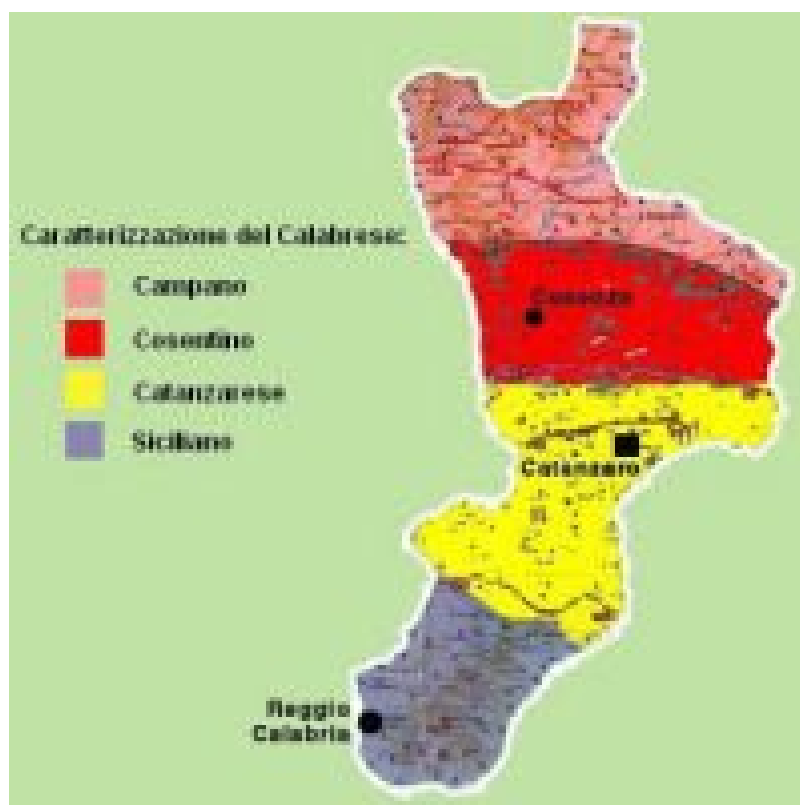 Caratterizzazione del Calabrese:
Campano
Cosentino
Catanzarese
Siciliano
Cosenza
Catanzaro
Reggio
Calabria